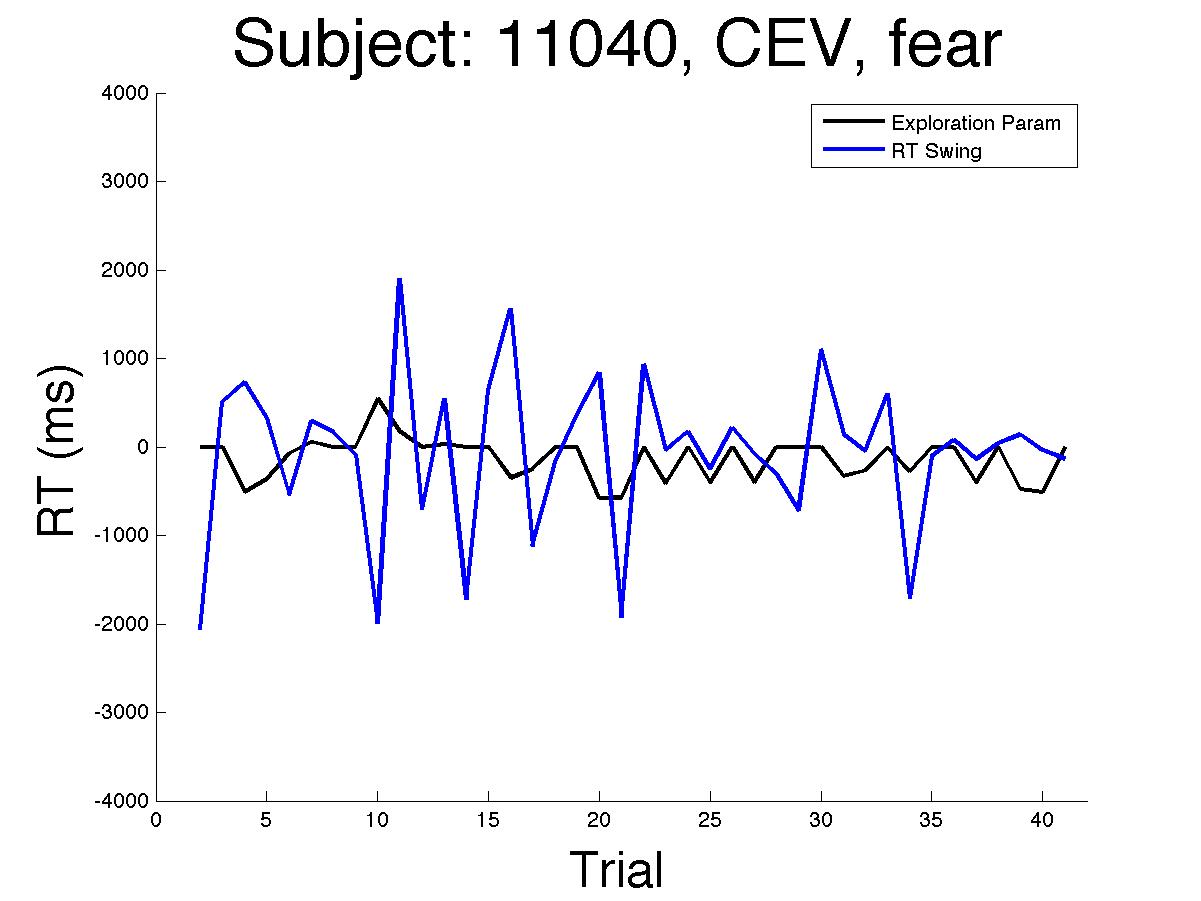 Subject: 11040, CEV, fear
4000
3000
2000
1000
0
-1000
-2000
-3000
-4000
RT (ms)
Exploration Param
RT Swing
0 5 10 15 20 25 30 35 40
Trial